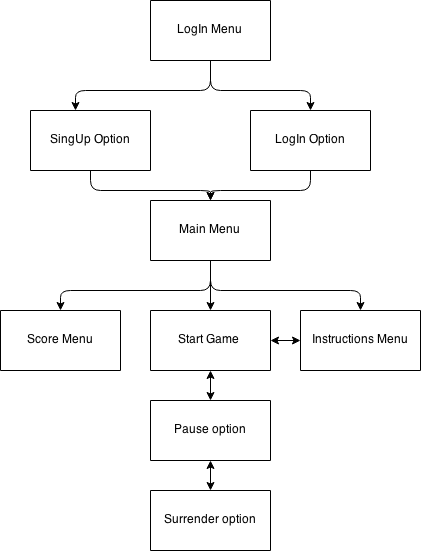 LogIn Menu
SingUp Option
LogIn Option
Main Menu
Score Menu
Start Game
Instructions Menu
Pause option
Surrender option